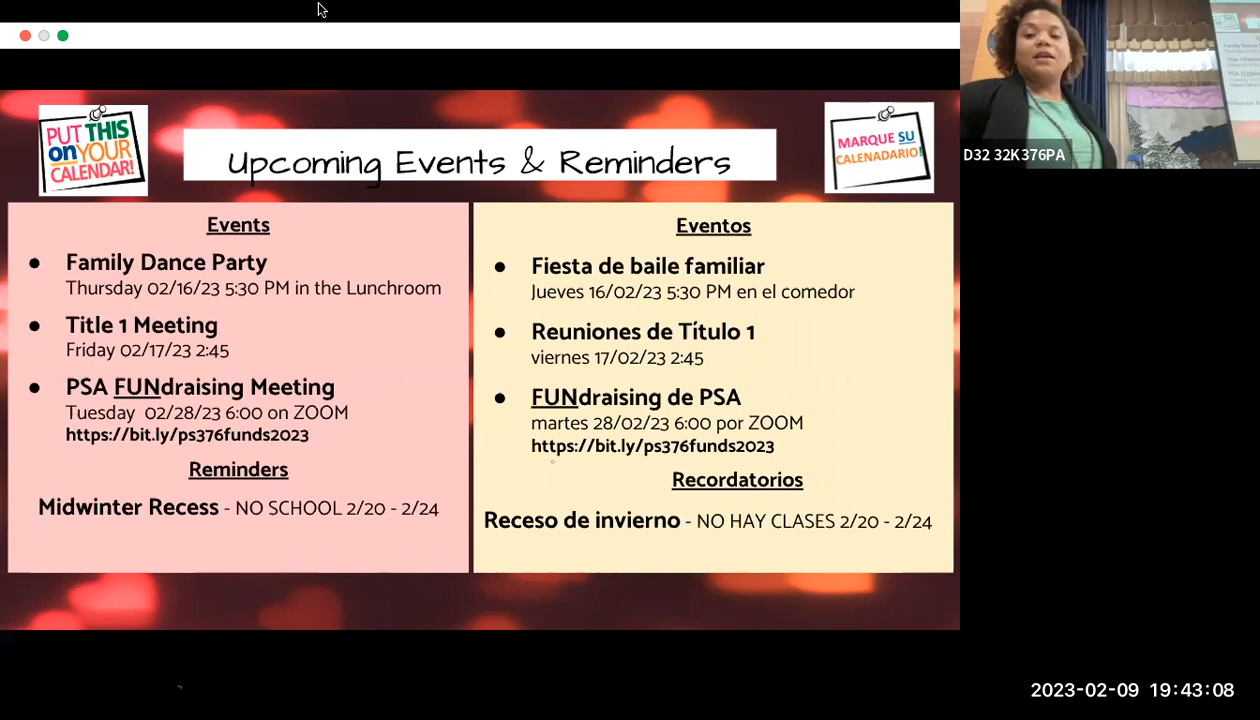 PUT THIS
on YOUR
CALENDAR!
Upcoming Events & Reminders
MARQUE SU
CALENADARIO!
Events
● Family Dance Party
Thursday 02/16/23 5:30 PM in the Lunchroom
● Title 1 Meeting
Friday 02/17/23 2:45
● PSA FUNdraising Meeting
Tuesday 02/28/23 6:00 on ZOOM
https://bit.ly/ps376funds2023
Reminders
Midwinter Recess - NO SCHOOL 2/20 - 2/24
Eventos
● Fiesta de baile familiar
Jueves 16/02/23 5:30 PM en el comedor
● Reuniones de Título 1
viernes 17/02/23 2:45
● FUNdraising de PSA
martes 28/02/23 6:00 por ZOOM
https://bit.ly/ps376funds2023
Recordatorios
Receso de invierno - NO HAY CLASES 2/20 - 2/24
D32 32K376PA
2023-02-09 19:43:08